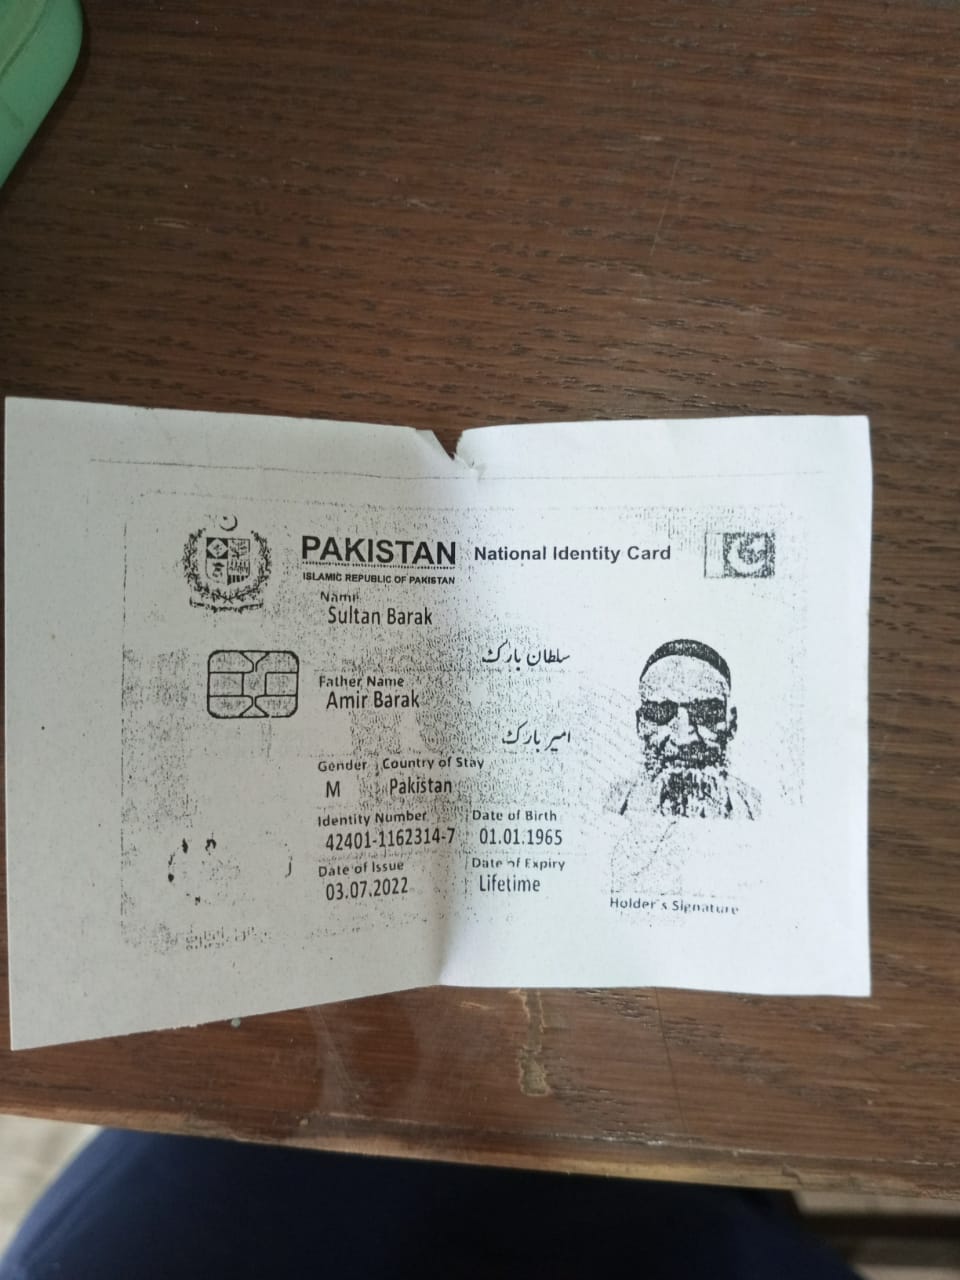 PAKISTAN National Identity Card
ISLAMIC REPUBLIC OF PAKISTAN
Name
Sultan Barak
سلطان بارک
Father Name
Amir Barak
امیر بارک
Gender Country of Stay
M Pakistan
Identity Number Date of Birth
42401-1162314-7 01.01.1965
Date of Issue Date of Expiry
03.07.2022 Lifetime
Holder's Signature